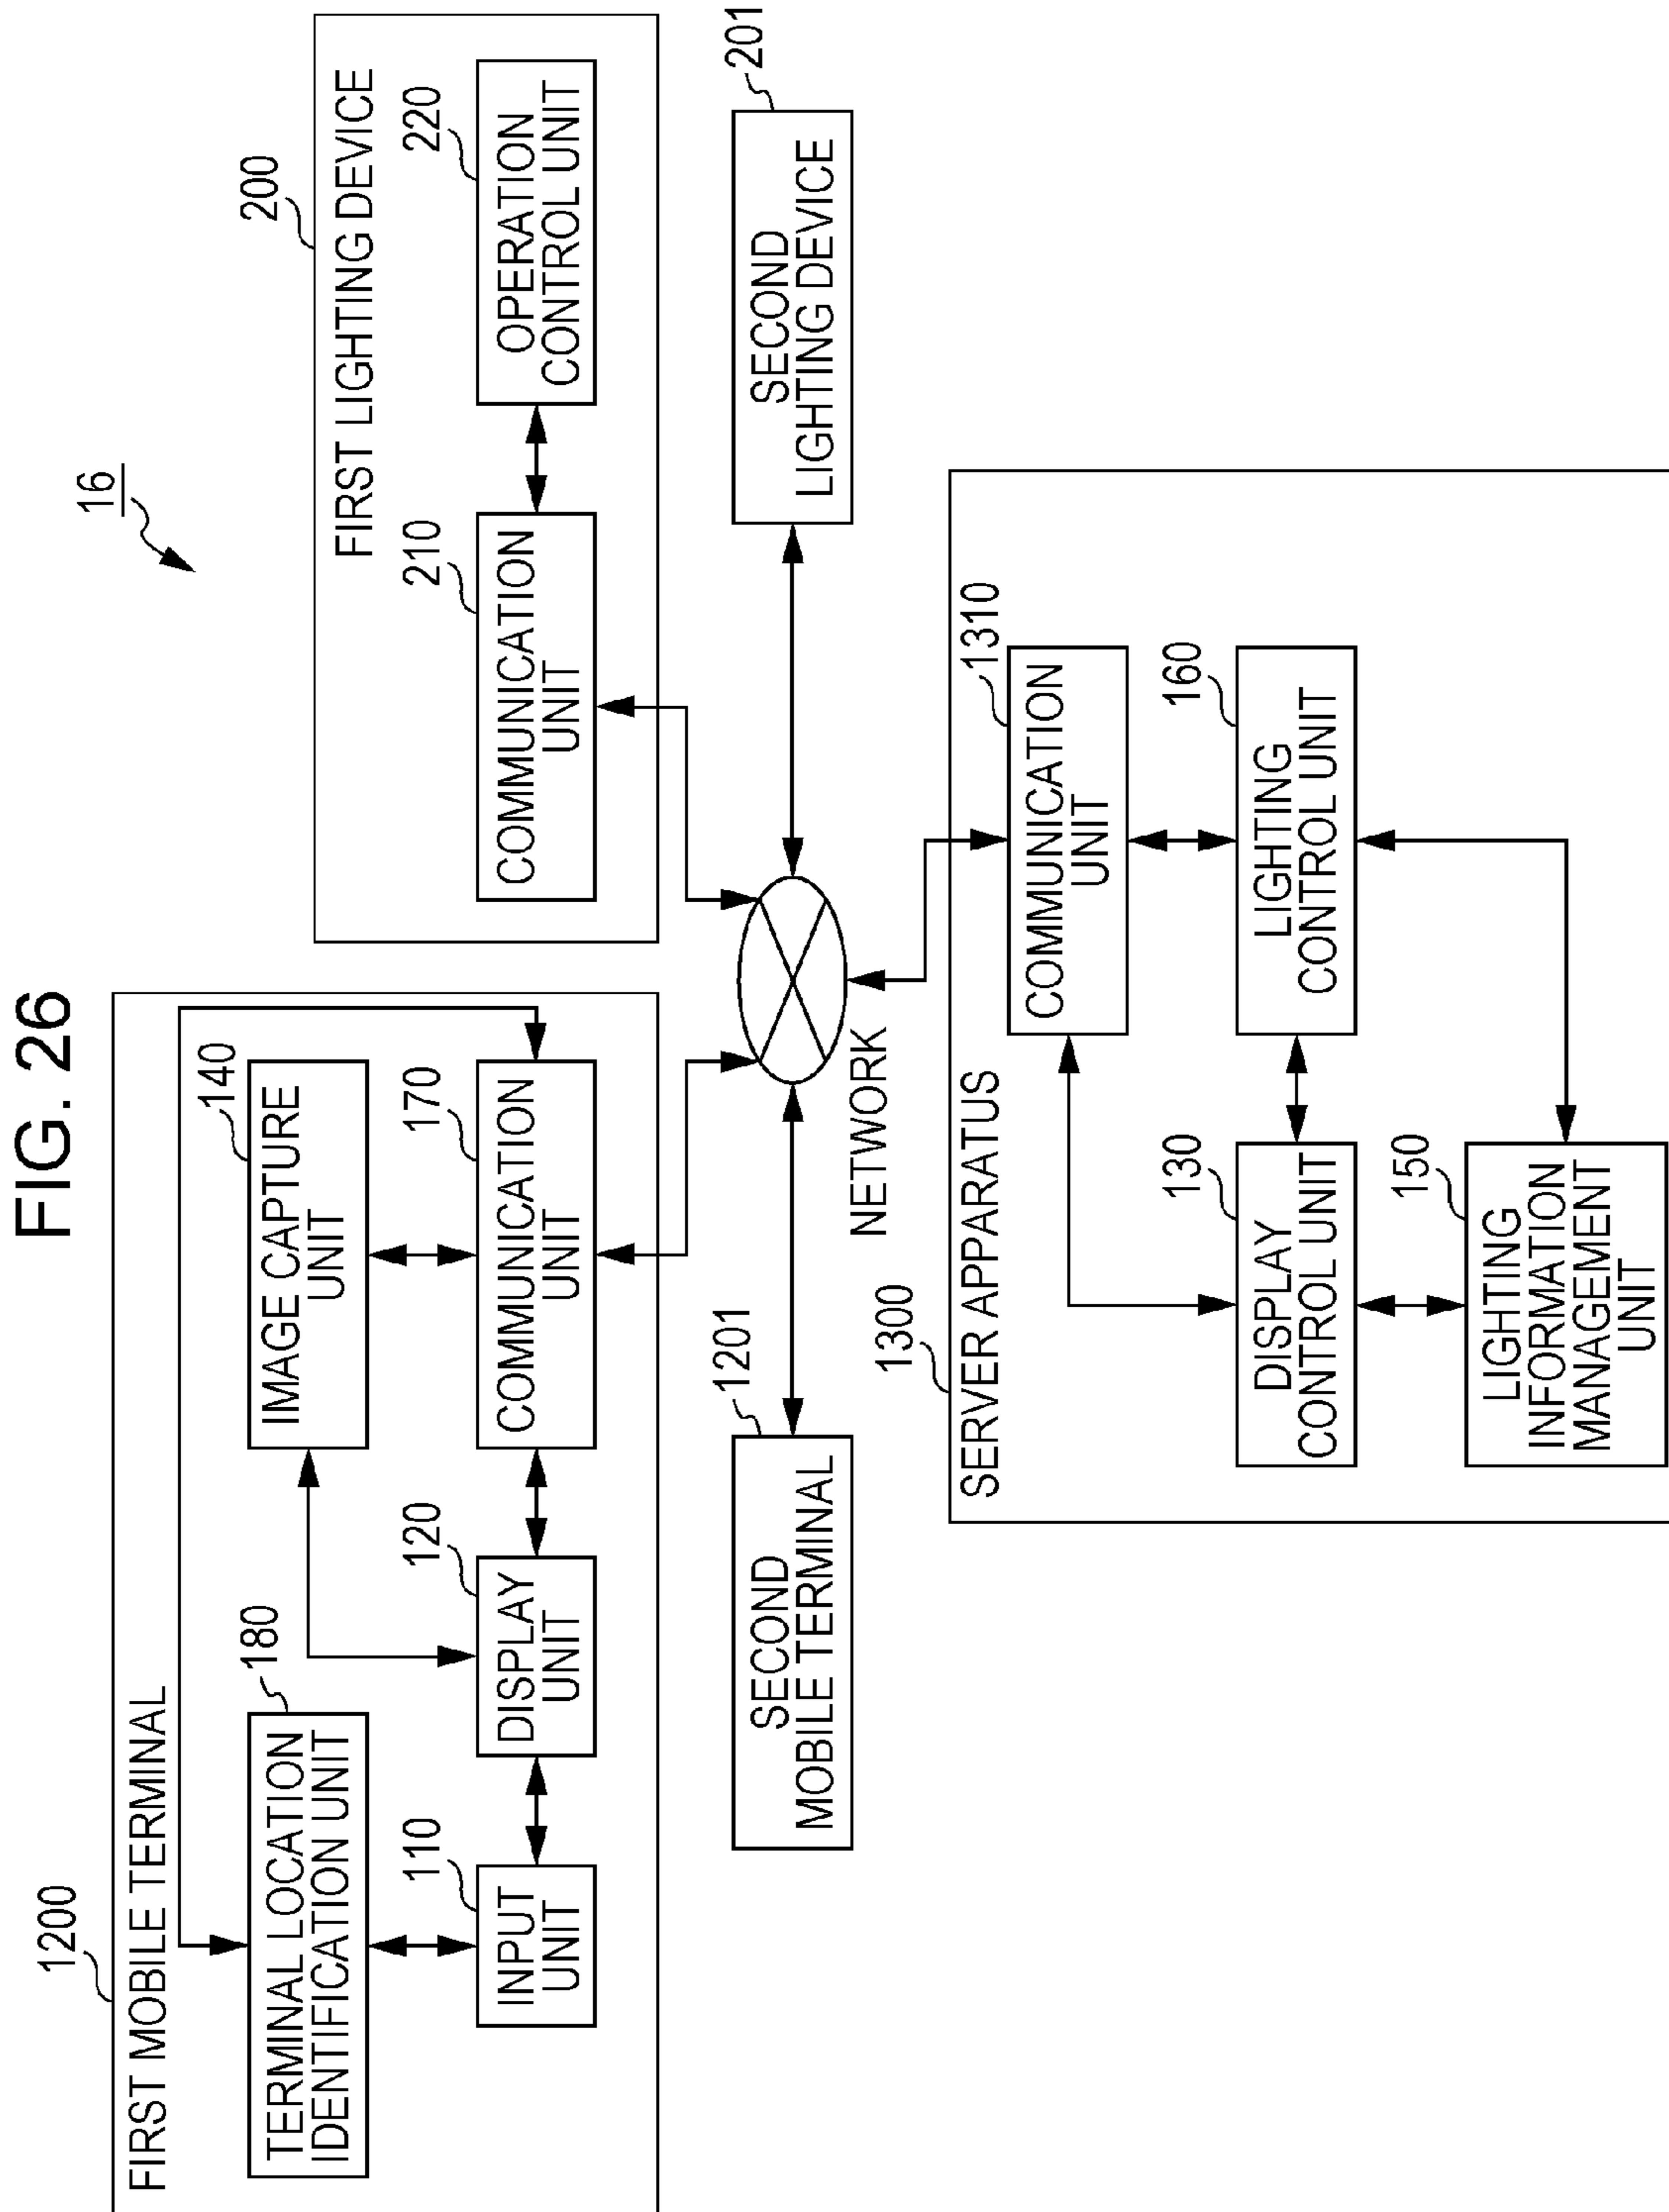 FIG. 26
16
1200
FIRST MOBILE TERMINAL
180
TERMINAL LOCATION
IDENTIFICATION UNIT
140
IMAGE CAPTURE
UNIT
110
INPUT
UNIT
120
DISPLAY
UNIT
170
COMMUNICATION
UNIT
200
FIRST LIGHTING DEVICE
210
COMMUNICATION
UNIT
220
OPERATION
CONTROL UNIT
1201
SECOND
MOBILE TERMINAL
NETWORK
201
SECOND
LIGHTING DEVICE
1300
SERVER APPARATUS
1310
COMMUNICATION
UNIT
130
DISPLAY
CONTROL UNIT
160
LIGHTING
CONTROL UNIT
150
LIGHTING
INFORMATION
MANAGEMENT
UNIT